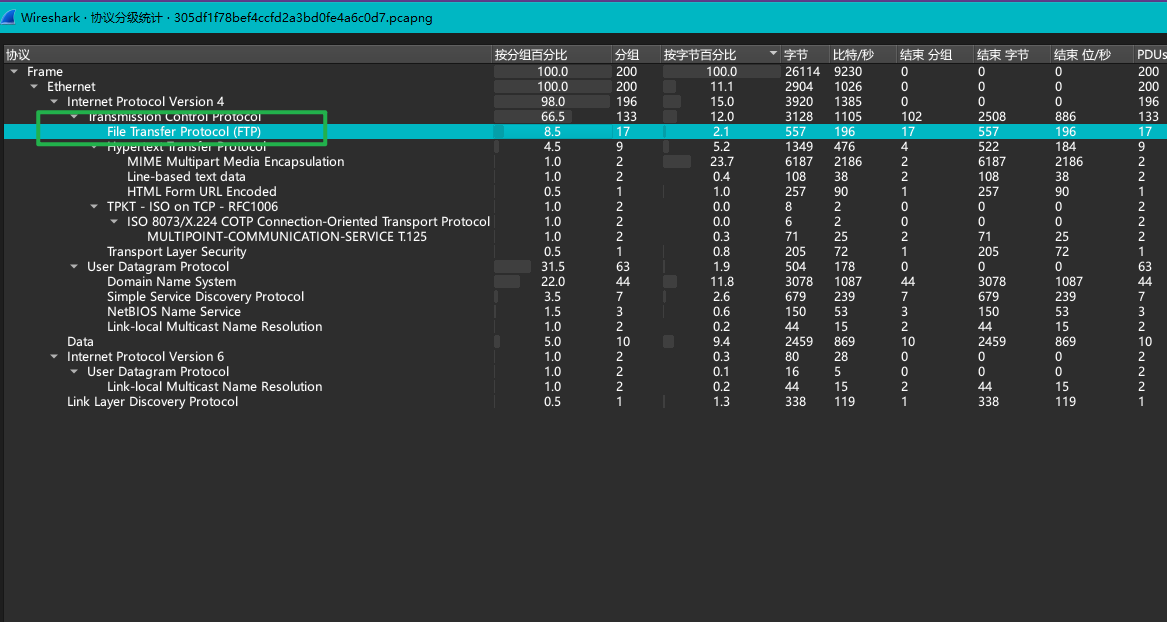 Wireshark · 协议分级统计 · 305df1f78bef4ccfd2a3bd0fe4a6c0d7.pcapng
协议 按分组百分比 分组 按字节百分比 字节 比特/秒 结束 分组 结束 字节 结束 位/秒 PDUs
Frame 100.0 200 100.0 26114 9230 0 0 0 200
Ethernet 100.0 200 11.1 2904 1026 0 0 0 200
Internet Protocol Version 4 98.0 196 15.0 3920 1385 0 0 0 196
Transmission Control Protocol 66.5 133 12.0 3128 1105 102 2508 886 133
File Transfer Protocol (FTP) 8.5 17 2.1 557 196 17 557 196 17
Hypertext Transfer Protocol 4.5 9 5.2 1349 476 4 522 184 9
MIME Multipart Media Encapsulation 1.0 2 23.7 6187 2186 2 6187 2186 2
Line-based text data 1.0 2 0.4 108 38 2 108 38 2
HTML Form URL Encoded 0.5 1 1.0 257 90 1 257 90 1
TPKT - ISO on TCP - RFC1006 1.0 2 0.0 8 2 0 0 0 2
ISO 8073/X.224 COTP Connection-Oriented Transport Protocol 1.0 2 0.0 6 2 0 0 0 2
MULTIPOINT-COMMUNICATION-SERVICE T.125 1.0 2 0.3 71 25 2 71 25 2
Transport Layer Security 0.5 1 0.8 205 72 1 205 72 1
User Datagram Protocol 31.5 63 1.9 504 178 0 0 0 63
Domain Name System 22.0 44 11.8 3078 1087 44 3078 1087 44
Simple Service Discovery Protocol 3.5 7 2.6 679 239 7 679 239 7
NetBIOS Name Service 1.5 3 0.6 150 53 3 150 53 3
Link-local Multicast Name Resolution 1.0 2 0.2 44 15 2 44 15 2
Data 5.0 10 9.4 2459 869 10 2459 869 10
Internet Protocol Version 6 1.0 2 0.3 80 28 0 0 0 2
User Datagram Protocol 1.0 2 0.1 16 5 0 0 0 2
Link-local Multicast Name Resolution 1.0 2 0.2 44 15 2 44 15 2
Link Layer Discovery Protocol 0.5 1 1.3 338 119 1 338 119 1